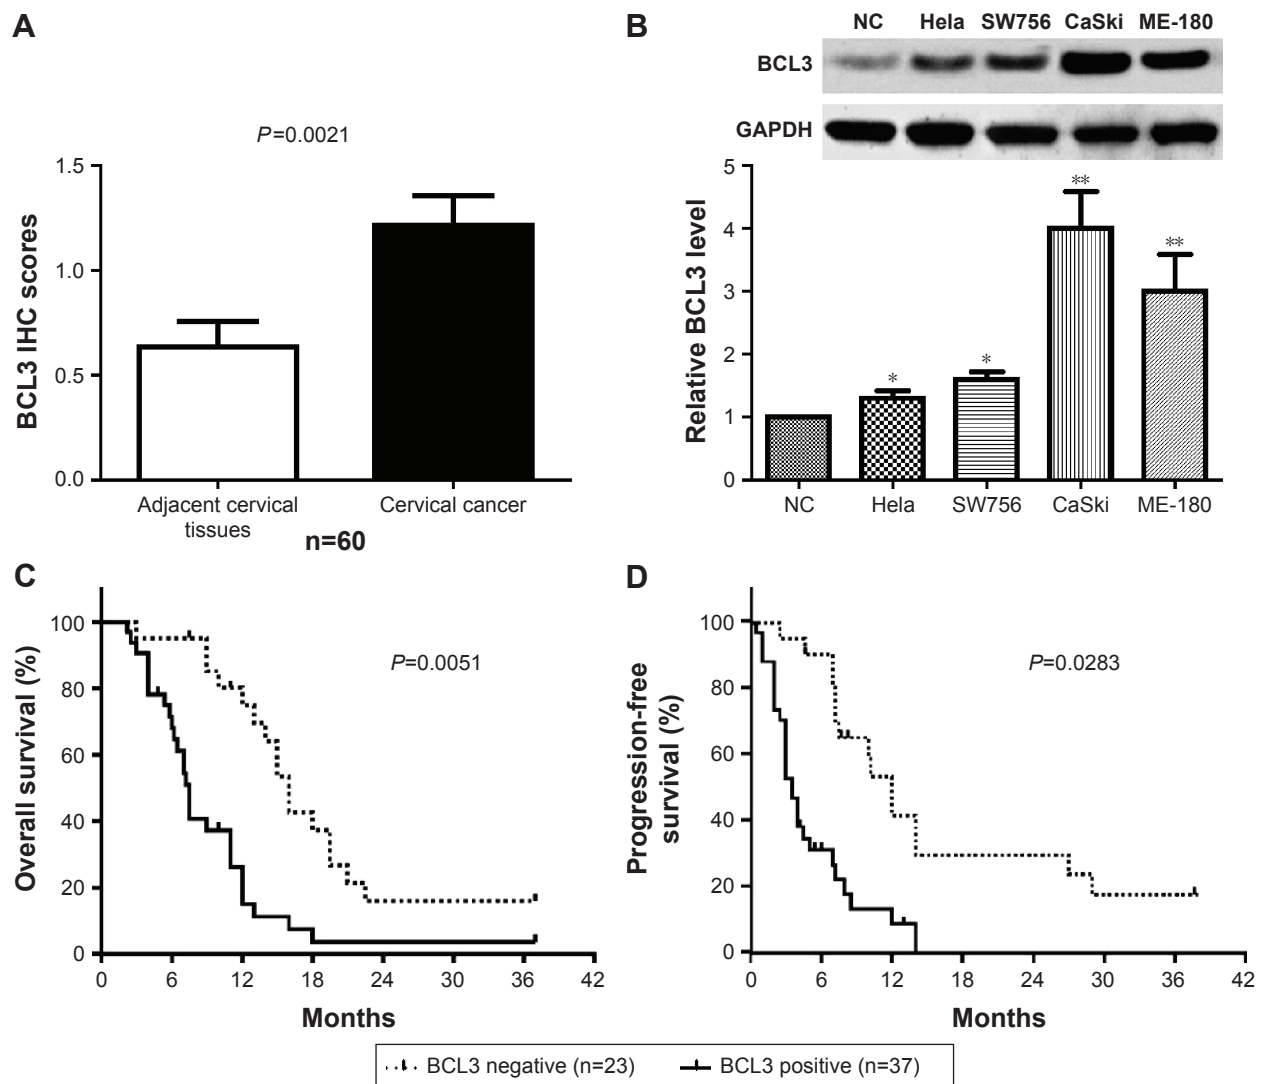 A
P=0.0021
BCL3 IHC scores
1.5
1.0
0.5
0.0
Adjacent cervical
tissues
Cervical cancer
n=60
B
NC Hela SW756 CaSki ME-180
BCL3
GAPDH
Relative BCL3 level
5
4
3
2
1
0
*
*
**
**
NC Hela SW756 CaSki ME-180
C
Overall survival (%)
100
80
60
40
20
0
P=0.0051
0 6 12 18 24 30 36 42
Months
D
Progression-free
survival (%)
100
80
60
40
20
0
P=0.0283
0 6 12 18 24 30 36 42
Months
BCL3 negative (n=23) BCL3 positive (n=37)